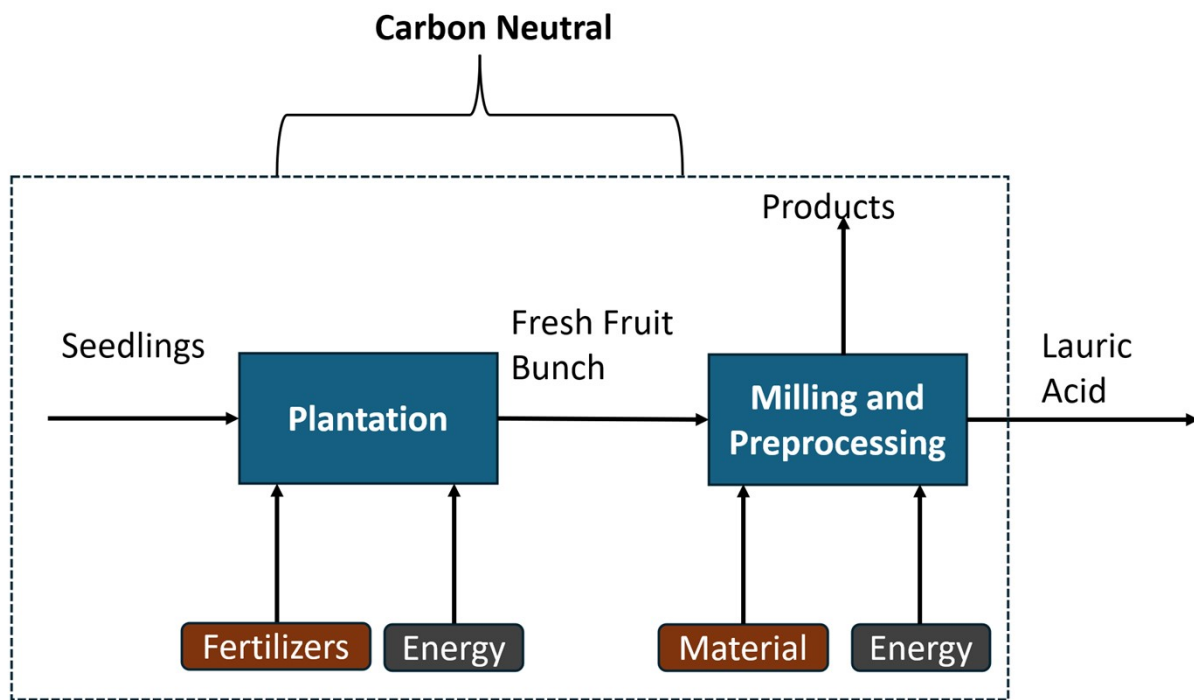 Carbon Neutral
Products
Seedlings
Fresh Fruit
Bunch
Lauric
Acid
Plantation
Milling and
Preprocessing
Fertilizers
Energy
Material
Energy